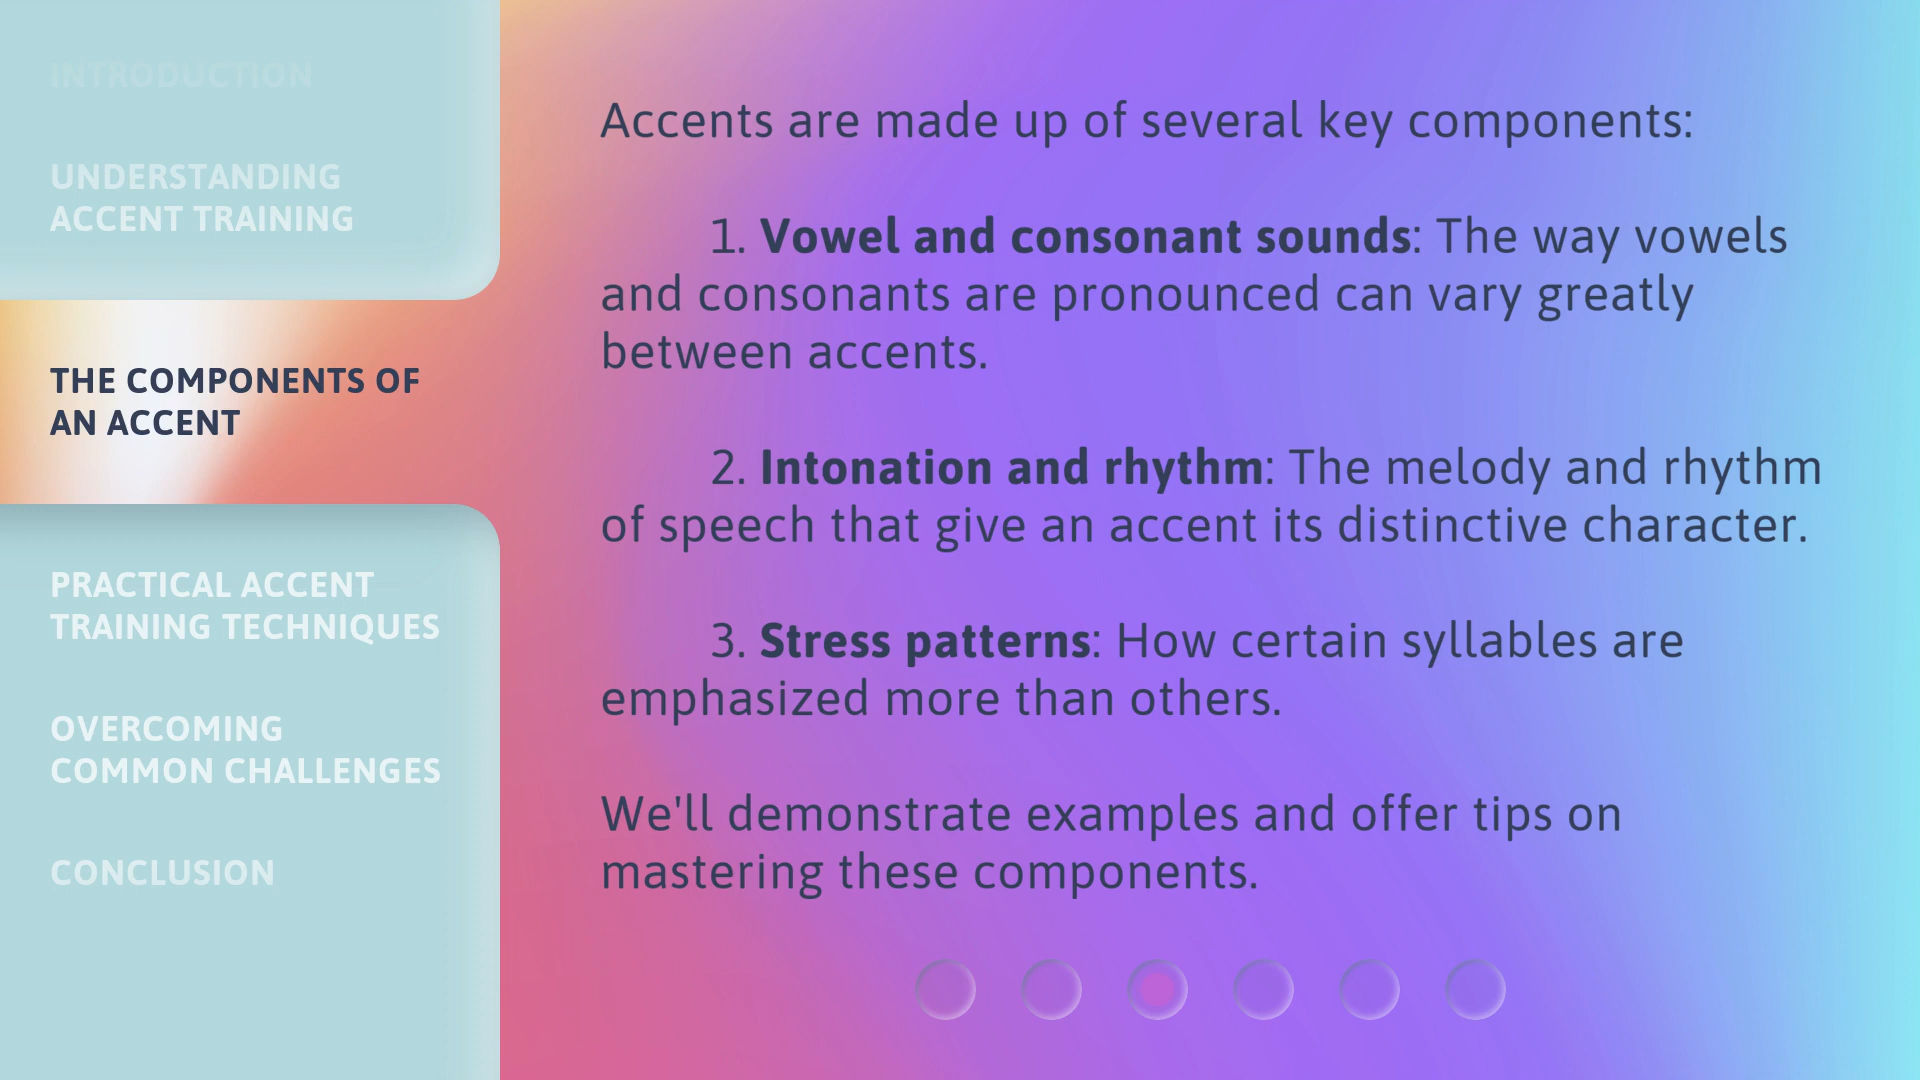 INTRODUCTION
UNDERSTANDING
ACCENT TRAINING
THE COMPONENTS OF
AN ACCENT
PRACTICAL ACCENT
TRAINING TECHNIQUES
OVERCOMING
COMMON CHALLENGES
CONCLUSION
Accents are made up of several key components:
1. Vowel and consonant sounds: The way vowels
and consonants are pronounced can vary greatly
between accents.
2. Intonation and rhythm: The melody and rhythm
of speech that give an accent its distinctive character.
3. Stress patterns: How certain syllables are
emphasized more than others.
We'll demonstrate examples and offer tips on
mastering these components.